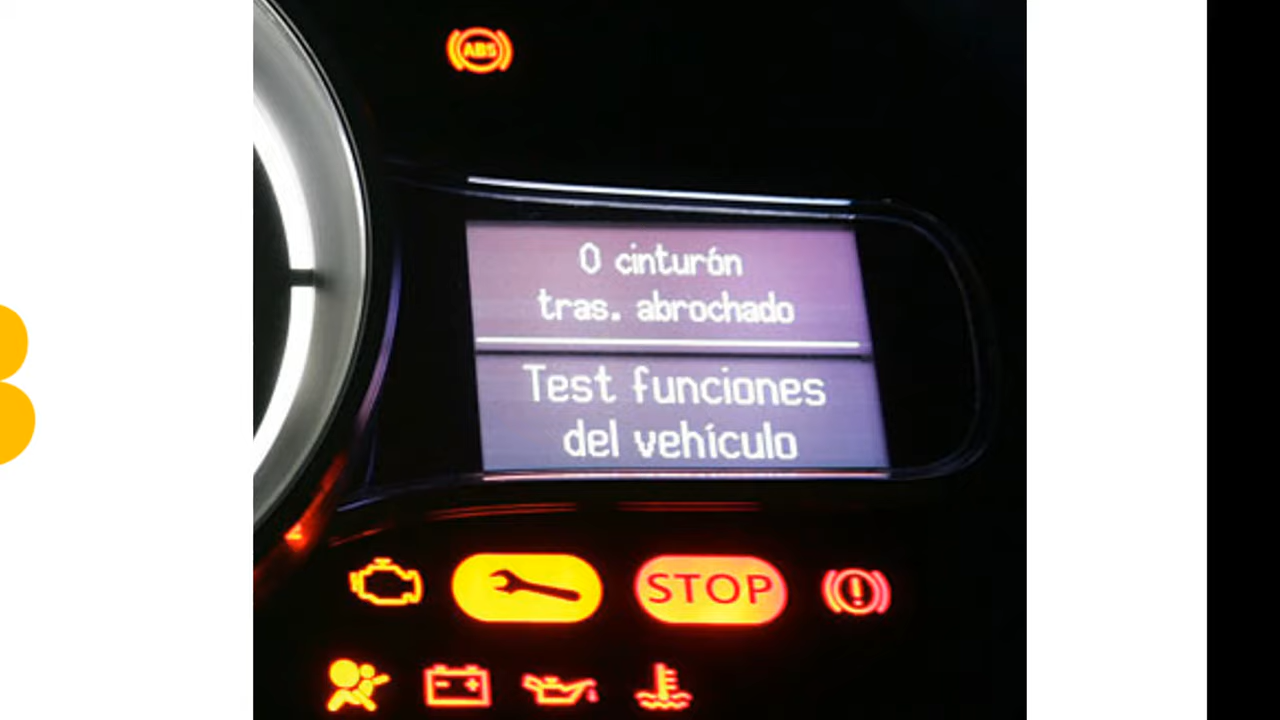 ABS
0 cinturón
tras. abrochado
Test funciones
del vehículo
STOP